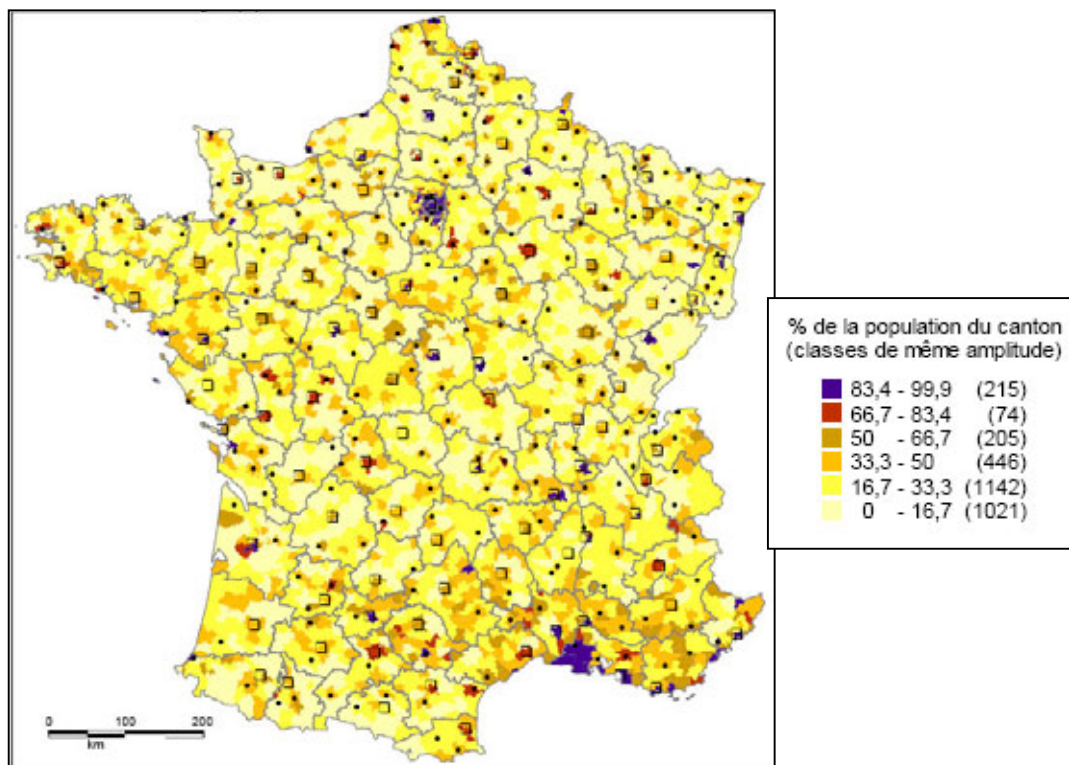 % de la population du canton
(classes de même amplitude)
83,4 - 99,9 (215)
66,7 - 83,4 (74)
50 - 66,7 (205)
33,3 - 50 (446)
16,7 - 33,3 (1142)
0 - 16,7 (1021)
0 100 200
km